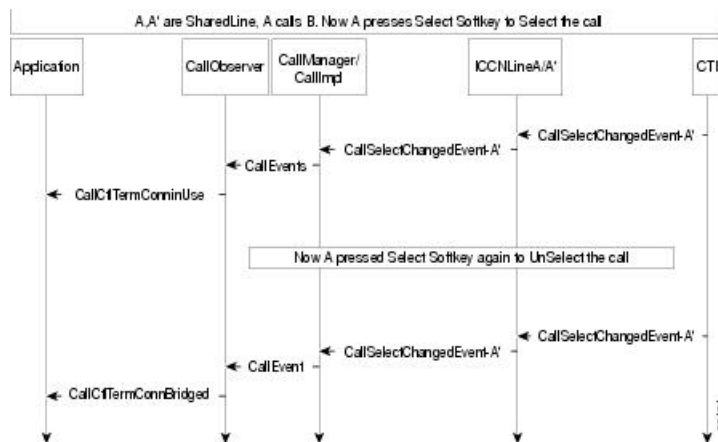 A,A' are SharedLine, A calls B. Now A presses Select Softkey to Select the call
Application
CallObserver
CallManager/
CallImpl
ICCNLineA/A'
CTI
CallSelectChangedEvent-A'
CallSelectChangedEvent-A'
CallEvents
CallCtlTermConninUse
Now A pressed Select Softkey again to UnSelect the call
CallSelectChangedEvent-A'
CallSelectChangedEvent-A'
CallEvent
CallCtlTermConnBridged